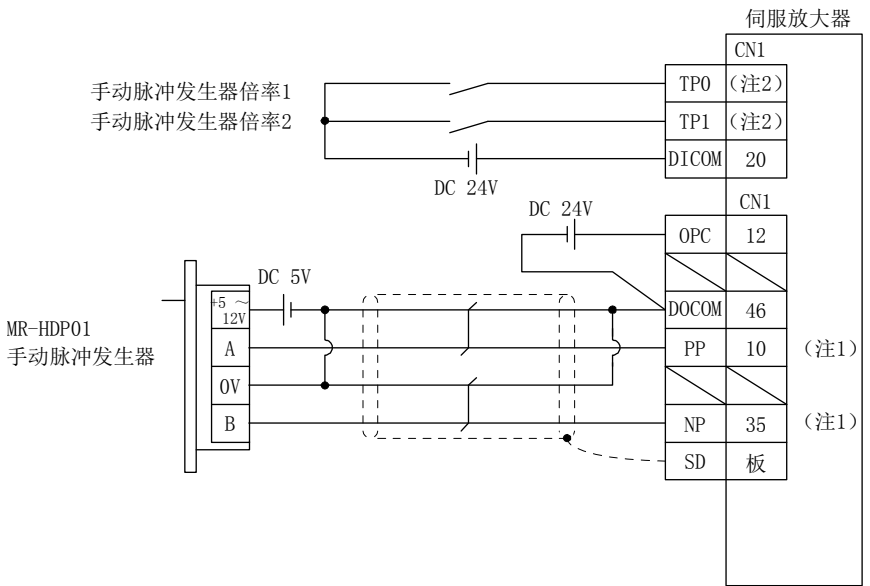 伺服放大器
CN1
手动脉冲发生器倍率1
TP0 (注2)
手动脉冲发生器倍率2
TP1 (注2)
DICOM 20
DC 24V
CN1
DC 24V
OPC 12
DC 5V
+5 ~
12V
DOCOM 46
MR-HDP01
手动脉冲发生器
A
PP 10 (注1)
0V
B
NP 35 (注1)
SD 板